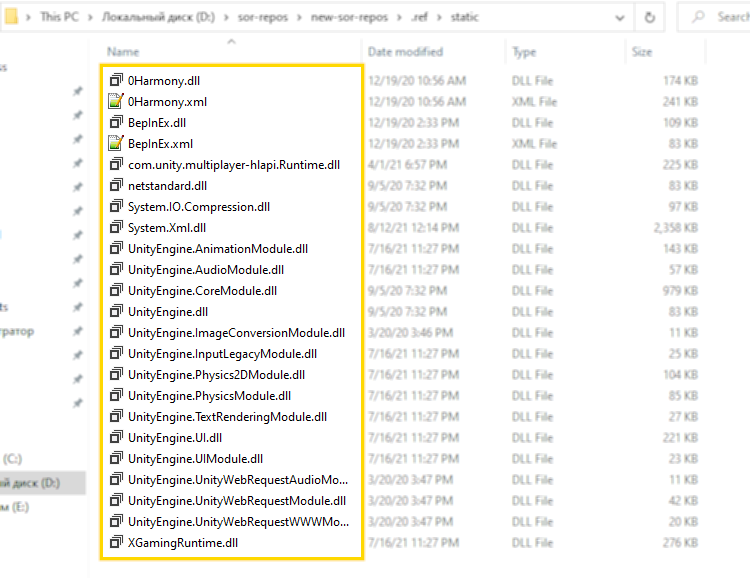 This PC > Локальный диск (D:) > sor-repos > new-sor-repos > .ref > static
Search
Name Date modified Type Size
ss
0Harmony.dll 12/19/20 10:56 AM DLL File 174 KB
0Harmony.xml 12/19/20 10:56 AM XML File 241 KB
BepInEx.dll 12/19/20 2:33 PM DLL File 109 KB
BepInEx.xml 12/19/20 2:33 PM XML File 83 KB
com.unity.multiplayer-hlapi.Runtime.dll 4/1/21 6:57 PM DLL File 225 KB
netstandard.dll 9/5/20 7:32 PM DLL File 83 KB
System.IO.Compression.dll 9/5/20 7:32 PM DLL File 97 KB
System.Xml.dll 8/12/21 12:14 PM DLL File 2,358 KB
UnityEngine.AnimationModule.dll 7/16/21 11:27 PM DLL File 143 KB
UnityEngine.AudioModule.dll 7/16/21 11:27 PM DLL File 57 KB
UnityEngine.CoreModule.dll 9/5/20 7:32 PM DLL File 979 KB
ts UnityEngine.dll 9/5/20 7:32 PM DLL File 83 KB
тратор UnityEngine.ImageConversionModule.dll 3/20/20 3:46 PM DLL File 11 KB
UnityEngine.InputLegacyModule.dll 7/16/21 11:27 PM DLL File 25 KB
UnityEngine.Physics2DModule.dll 7/16/21 11:27 PM DLL File 104 KB
UnityEngine.PhysicsModule.dll 7/16/21 11:27 PM DLL File 85 KB
UnityEngine.TextRenderingModule.dll 7/16/21 11:27 PM DLL File 27 KB
UnityEngine.UI.dll 7/16/21 11:27 PM DLL File 221 KB
(C:) UnityEngine.UIModule.dll 7/16/21 11:27 PM DLL File 23 KB
ый диск (D:) UnityEngine.UnityWebRequestAudioMo... 3/20/20 3:47 PM DLL File 11 KB
м (E:) UnityEngine.UnityWebRequestModule.dll 3/20/20 3:47 PM DLL File 42 KB
UnityEngine.UnityWebRequestWWWMo... 3/20/20 3:47 PM DLL File 20 KB
XGamingRuntime.dll 7/16/21 11:27 PM DLL File 276 KB